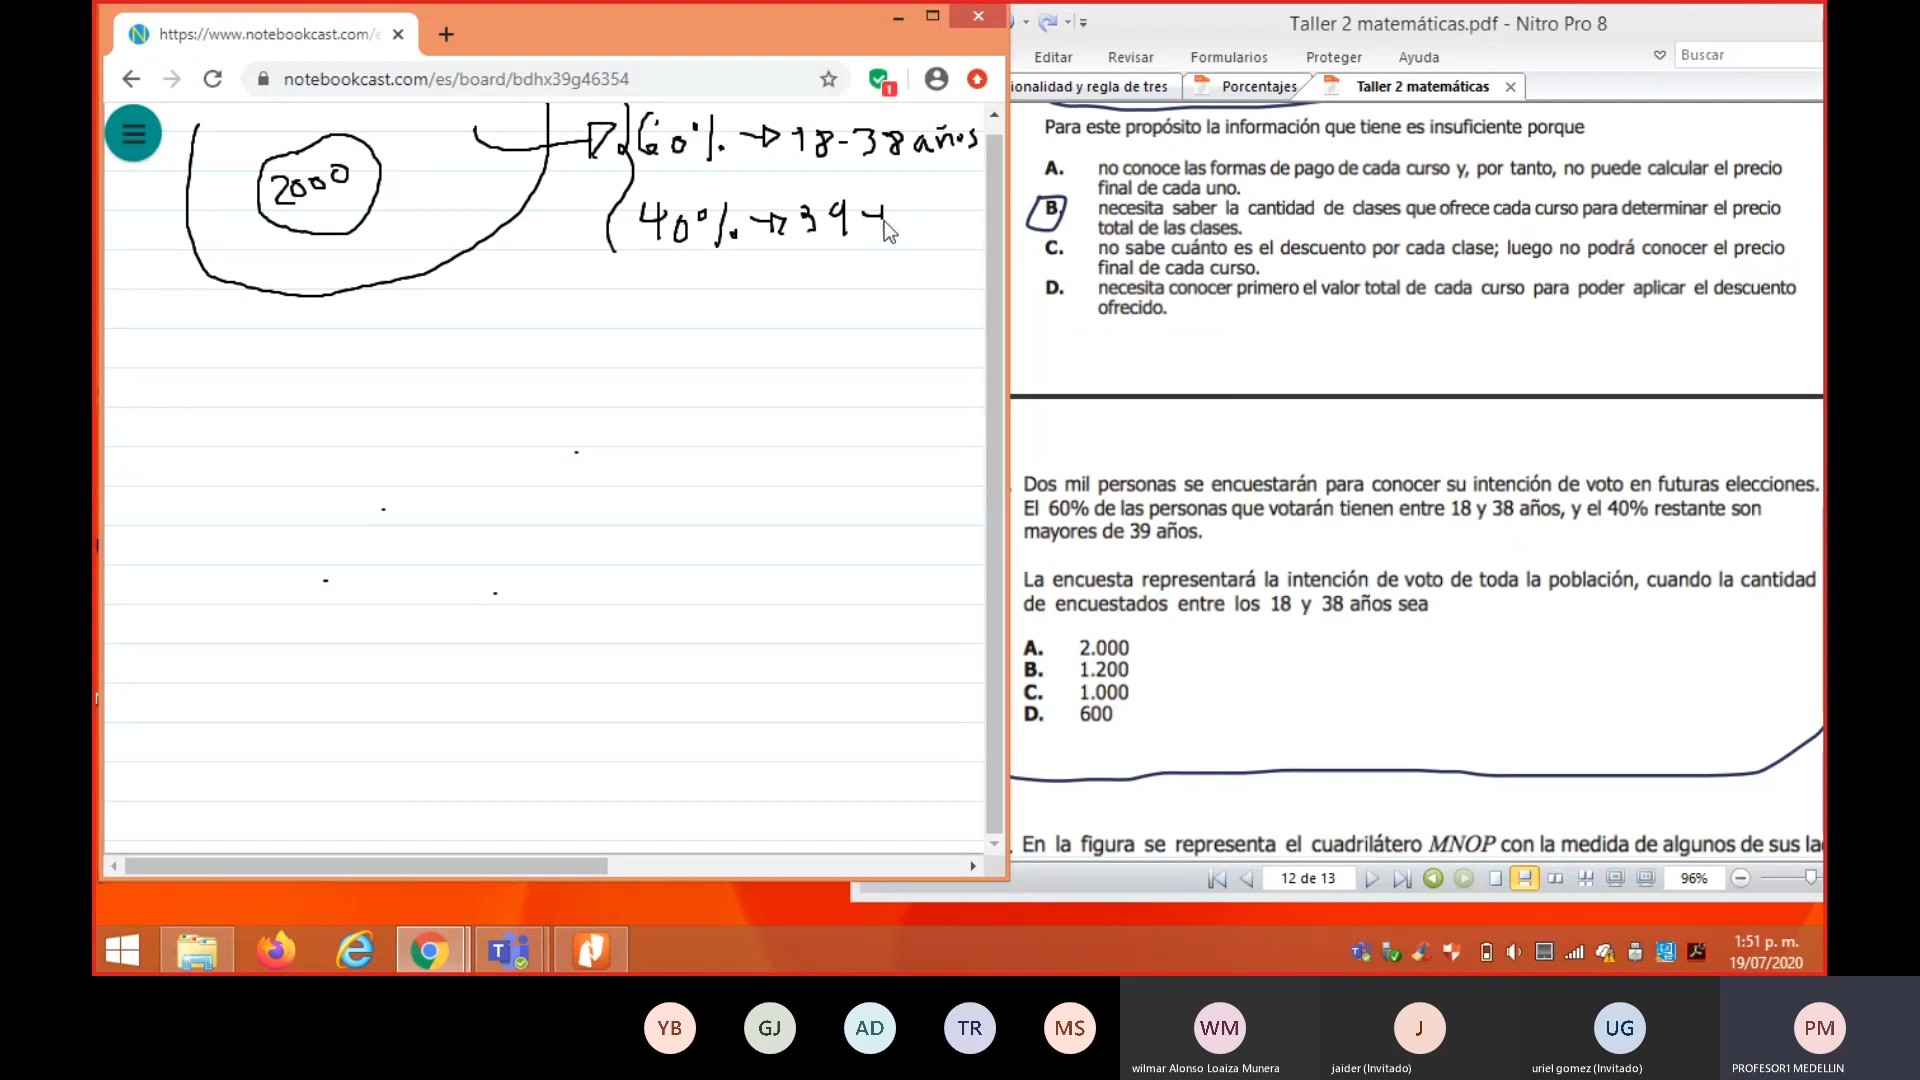 https://www.notebookcast.com/e
notebookcast.com/es/board/bdhx39g46354
1
2000
60% → 18-38 años
40% → 39 +
Taller 2 matemáticas.pdf - Nitro Pro 8
Editar
Revisar
Formularios
Proteger
Ayuda
Buscar
ionalidad y regla de tres
Porcentajes
Taller 2 matemáticas
Para este propósito la información que tiene es insuficiente porque
A. no conoce las formas de pago de cada curso y, por tanto, no puede calcular el precio
final de cada uno.
B. necesita saber la cantidad de clases que ofrece cada curso para determinar el precio
total de las clases.
C. no sabe cuánto es el descuento por cada clase; luego no podrá conocer el precio
final de cada curso.
D. necesita conocer primero el valor total de cada curso para poder aplicar el descuento
ofrecido.
. Dos mil personas se encuestarán para conocer su intención de voto en futuras elecciones.
El 60% de las personas que votarán tienen entre 18 y 38 años, y el 40% restante son
mayores de 39 años.
La encuesta representará la intención de voto de toda la población, cuando la cantidad
de encuestados entre los 18 y 38 años sea
A. 2.000
B. 1.200
C. 1.000
D. 600
. En la figura se representa el cuadrilátero MNOP con la medida de algunos de sus la
12 de 13
96%
1:51 p. m.
19/07/2020
YB
GJ
AD
TR
MS
WM
J
UG
PM
wilmar Alonso Loaiza Munera
jaider (Invitado)
uriel gomez (Invitado)
PROFESOR1 MEDELLIN